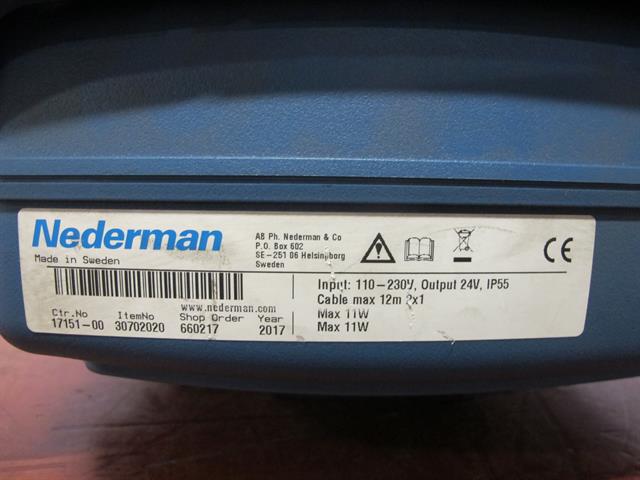 Nederman
Made in Sweden
AB Ph. Nederman & Co
P.O. Box 602
SE-251 06 Helsingborg
Sweden
CE
Input: 110-230V, Output 24V, IP55
Cable max 12m 2x1
Max 11W
Max 11W
www.nederman.com
Ctr.No ItemNo Shop Order Year
17151-00 30702020 660217 2017